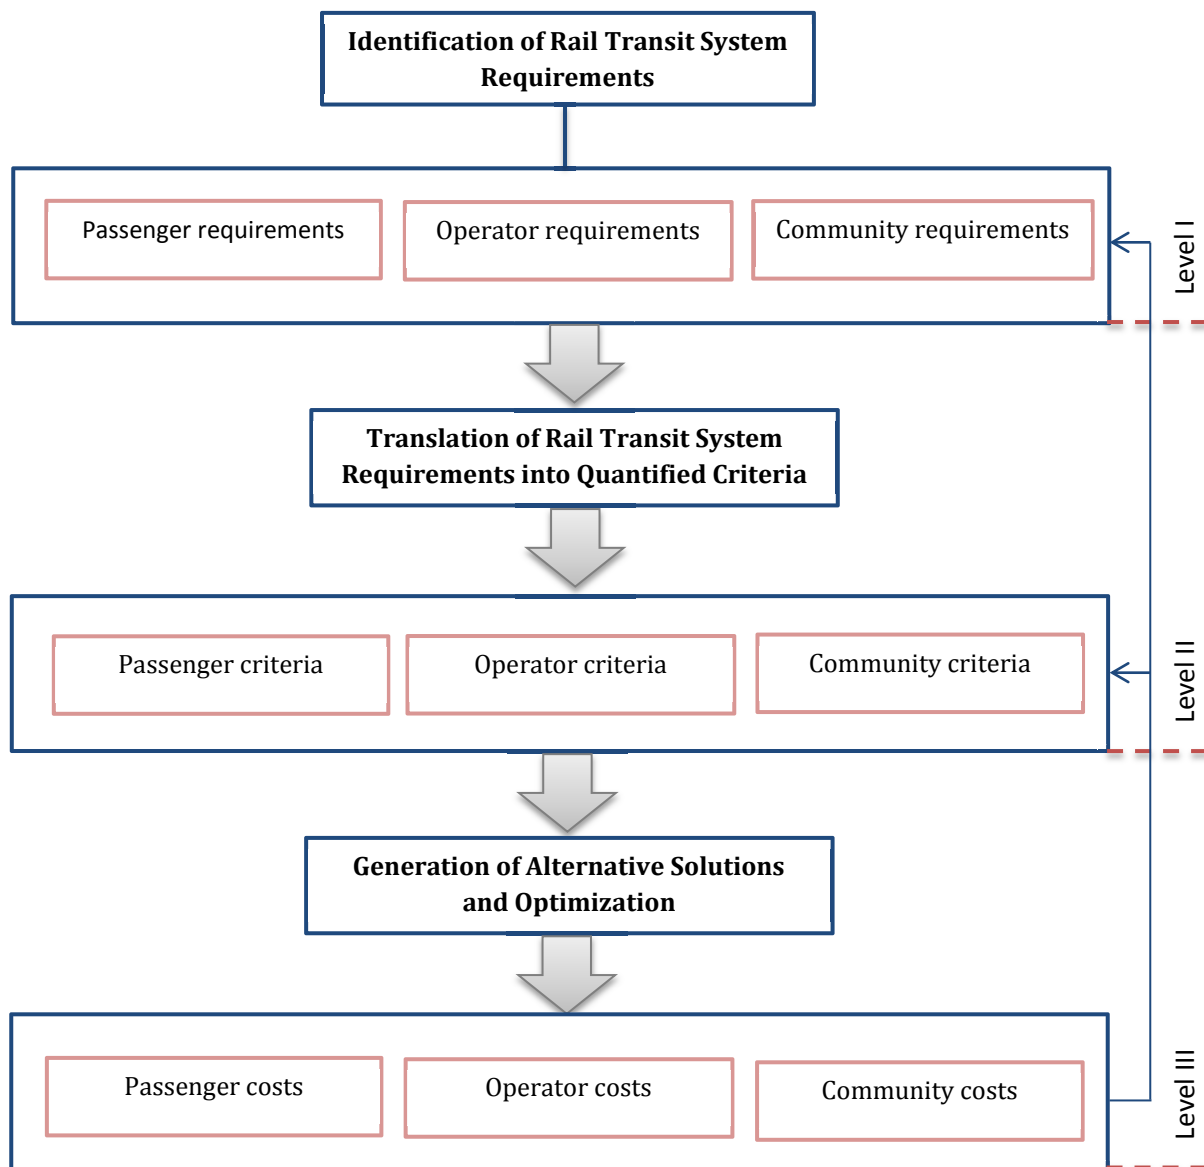 Identification of Rail Transit System
Requirements
Passenger requirements
Operator requirements
Community requirements
Level I
Translation of Rail Transit System
Requirements into Quantified Criteria
Passenger criteria
Operator criteria
Community criteria
Level II
Generation of Alternative Solutions
and Optimization
Passenger costs
Operator costs
Community costs
Level III